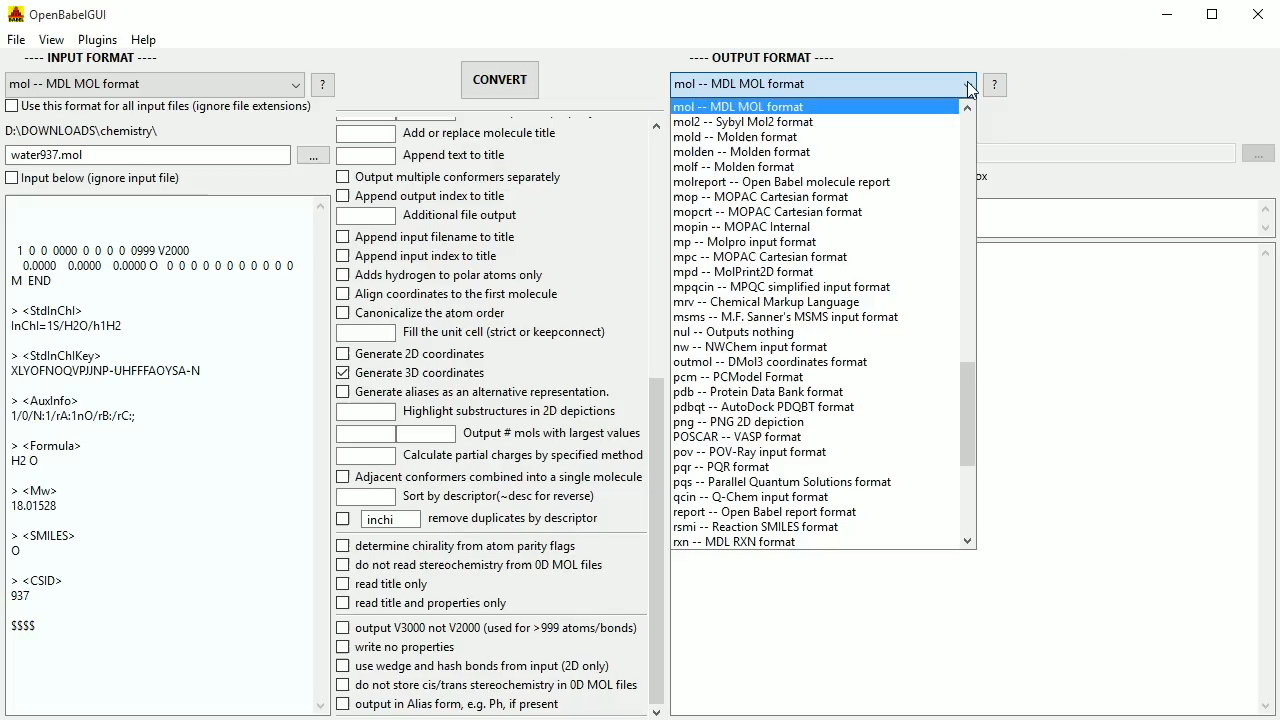 OpenBabelGUI
File View Plugins Help
---- INPUT FORMAT ----
mol -- MDL MOL format
?
Use this format for all input files (ignore file extensions)
D:\DOWNLOADS\chemistry\
water937.mol
...
Input below (ignore input file)
1 0 0 0000 0 0 0 0 0999 V2000
0.0000 0.0000 0.0000 O 0 0 0 0 0 0 0 0 0 0 0
M END
> <StdInChI>
InChI=1S/H2O/h1H2
> <StdInChIKey>
XLYOFNOQVPJJNP-UHFFFAOYSA-N
> <AuxInfo>
1/0/N:1/rA:1nO/rB:/rC:;
> <Formula>
H2 O
> <Mw>
18.01528
> <SMILES>
O
> <CSID>
937
$$$$
CONVERT
Add or replace molecule title
Append text to title
Output multiple conformers separately
Append output index to title
Additional file output
Append input filename to title
Append input index to title
Adds hydrogen to polar atoms only
Align coordinates to the first molecule
Canonicalize the atom order
Fill the unit cell (strict or keepconnect)
Generate 2D coordinates
Generate 3D coordinates
Generate aliases as an alternative representation.
Highlight substructures in 2D depictions
Output # mols with largest values
Calculate partial charges by specified method
Adjacent conformers combined into a single molecule
Sort by descriptor(~desc for reverse)
inchi remove duplicates by descriptor
determine chirality from atom parity flags
do not read stereochemistry from 0D MOL files
read title only
read title and properties only
output V3000 not V2000 (used for >999 atoms/bonds)
write no properties
use wedge and hash bonds from input (2D only)
do not store cis/trans stereochemistry in 0D MOL files
output in Alias form, e.g. Ph, if present
---- OUTPUT FORMAT ----
mol -- MDL MOL format
?
mol -- MDL MOL format
mol2 -- Sybyl Mol2 format
mold -- Molden format
molden -- Molden format
molf -- Molden format
molreport -- Open Babel molecule report
mop -- MOPAC Cartesian format
mopcrt -- MOPAC Cartesian format
mopin -- MOPAC Internal
mp -- Molpro input format
mpc -- MOPAC Cartesian format
mpd -- MolPrint2D format
mpqcin -- MPQC simplified input format
mrv -- Chemical Markup Language
msms -- M.F. Sanner's MSMS input format
nul -- Outputs nothing
nw -- NWChem input format
outmol -- DMol3 coordinates format
pcm -- PCModel Format
pdb -- Protein Data Bank format
pdbqt -- AutoDock PDQBT format
png -- PNG 2D depiction
POSCAR -- VASP format
pov -- POV-Ray input format
pqr -- PQR format
pqs -- Parallel Quantum Solutions format
qcin -- Q-Chem input format
report -- Open Babel report format
rsmi -- Reaction SMILES format
rxn -- MDL RXN format
...
ox